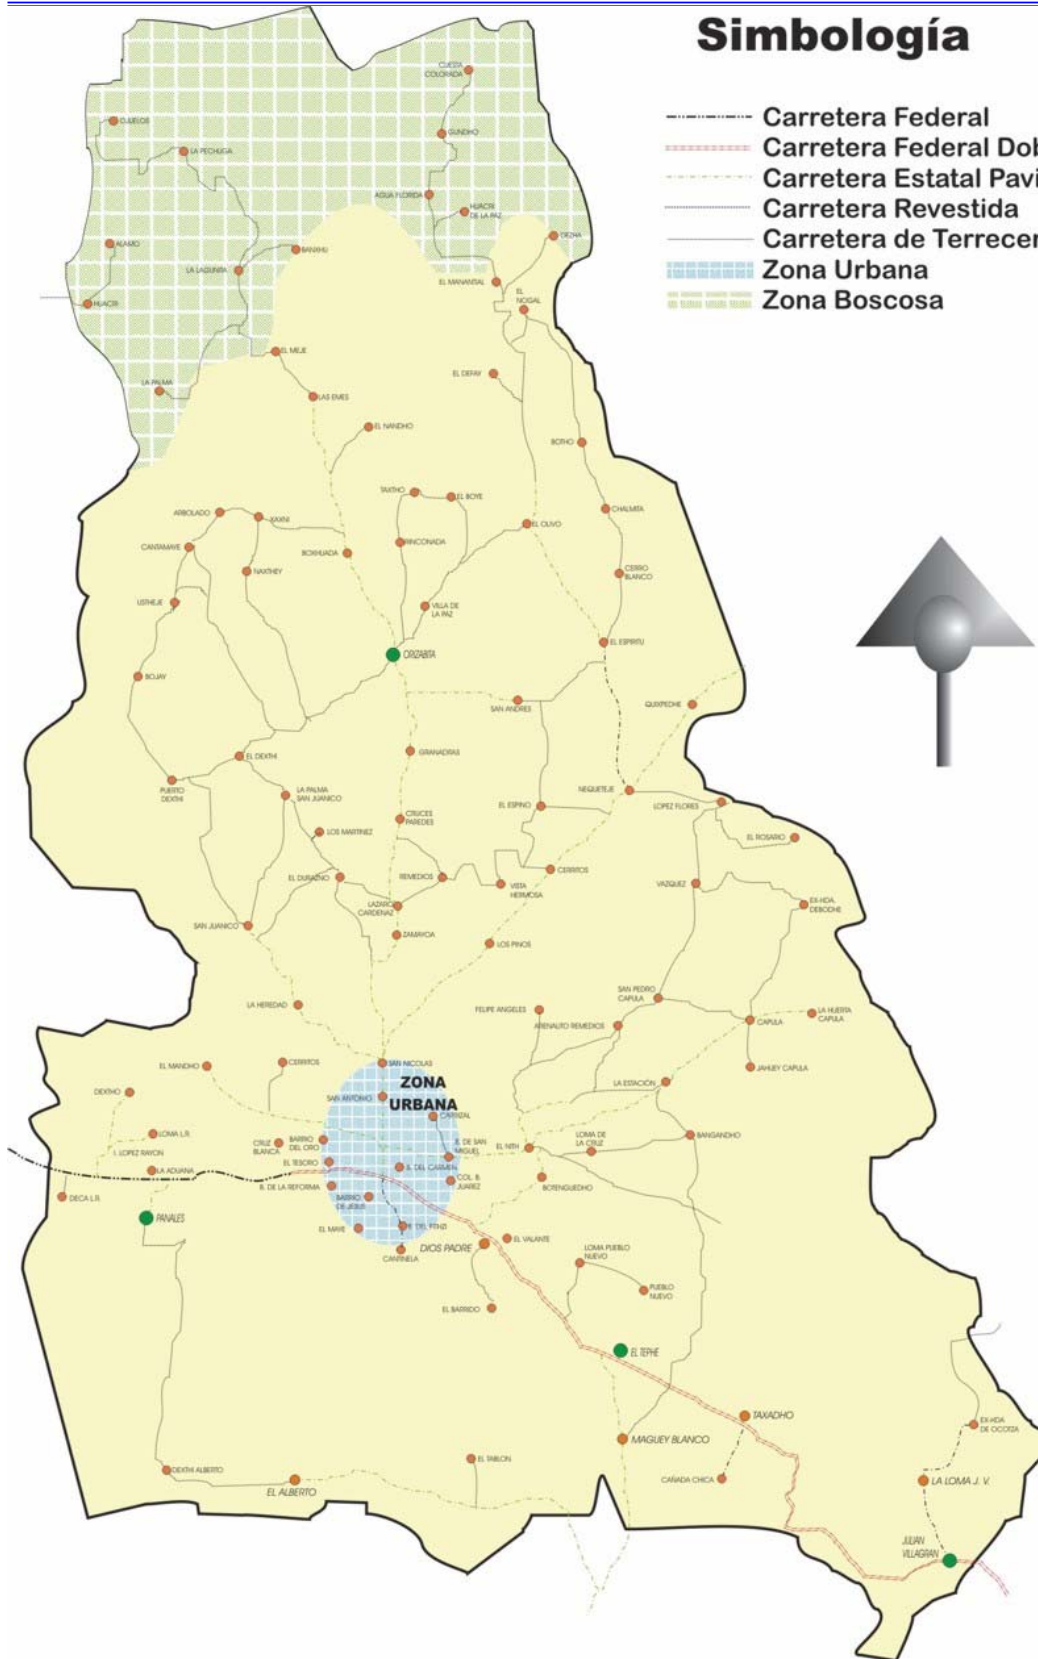 Simbología
Carretera Federal
Carretera Federal Dob
Carretera Estatal Pavi
Carretera Revestida
Carretera de Terrecer
Zona Urbana
Zona Boscosa
CUESTA
COLORADA
OJUELOS
GUNDHO
LA PECHUGA
AGUA FLORIDA
HUACRI
DE LA PAZ
DEZHA
ALAMO
BANXHU
LA LAGUNITA
EL MANANTIAL
EL
NOGAL
HUACRI
EL MEJE
EL DEFAY
LA PALMA
LAS EMES
EL NANDHO
BOTHO
TAXTHO
EL BOYE
ARBOLADO
XAXNI
CHALMITA
EL OLIVO
CANTAMAYE
BOXHUADA
RINCONADA
NAXTHEY
CERRO
BLANCO
USTHEJE
VILLA DE
LA PAZ
EL ESPIRITU
ORIZABITA
BOJAY
SAN ANDRES
QUIXPEDHE
GRANADITAS
EL DEXTHI
PUERTO
DEXTHI
LA PALMA
SAN JUANICO
NEQUETEJE
EL ESPINO
LOPEZ FLORES
CRUCES
PAREDES
LOS MARTINEZ
EL ROSARIO
EL DURAZNO
REMEDIOS
VISTA
HERMOSA
CERRITOS
VAZQUEZ
LAZARO
CARDENAZ
EX-HDA.
DEBODHE
SAN JUANICO
ZAMAYOA
LOS PINOS
LA HEREDAD
SAN PEDRO
CAPULA
FELIPE ANGELES
ARENALITO REMEDIOS
CAPULA
LA HUERTA
CAPULA
EL MANDHO
CERRITOS
SAN NICOLAS
JAHUEY CAPULA
ZONA
URBANA
LA ESTACIÓN
DEXTHO
SAN ANTONIO
CARRIZAL
LOMA L.R.
CRUZ
BLANCA
BARRIO
DEL ORO
B. DE SAN
MIGUEL
EL NITH
LOMA DE
LA CRUZ
BANGANDHO
I. LOPEZ RAYON
EL TESORO
LA ADUANA
B. DEL CARMEN
B. DE LA REFORMA
COL. B.
JUAREZ
BOTENGUEDHO
DECA L.R.
BARRIO
DE JESUS
PANALES
EL MAYE
CANTINELA
DIOS PADRE
EL VALANTE
LOMA PUEBLO
NUEVO
PUEBLO
NUEVO
EL BARRIDO
EL TEPHE
TAXADHO
EX-HDA
DE OCOTZA
MAGUEY BLANCO
DEXTHI ALBERTO
EL ALBERTO
EL TABLON
CAÑADA CHICA
LA LOMA J. V.
JULIAN
VILLAGRAN